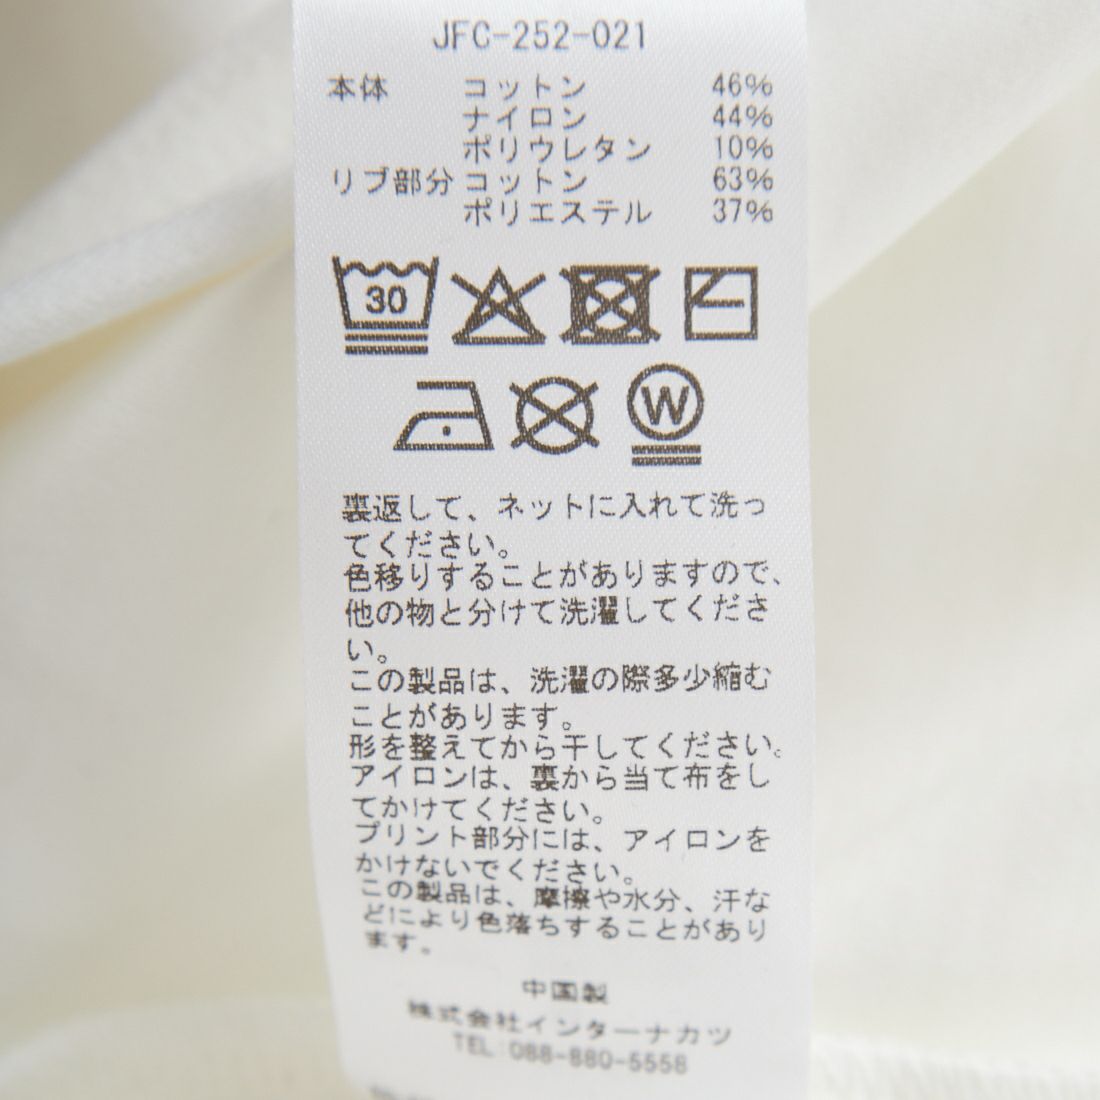 JFC-252-021
本体 コットン 46%
ナイロン 44%
ポリウレタン 10%
リブ部分 コットン 63%
ポリエステル 37%
30
W
裏返して、ネットに入れて洗っ
てください。
色移りすることがありますので、
他の物と分けて洗濯してくださ
い。
この製品は、洗濯の際多少縮む
ことがあります。
形を整えてから干してください。
アイロンは、裏から当て布をし
てかけてください。
プリント部分には、アイロンを
かけないでください。
この製品は、摩擦や水分、汗な
どにより色落ちすることがあり
ます。
中国製
株式会社インターナカツ
TEL:088-880-5558